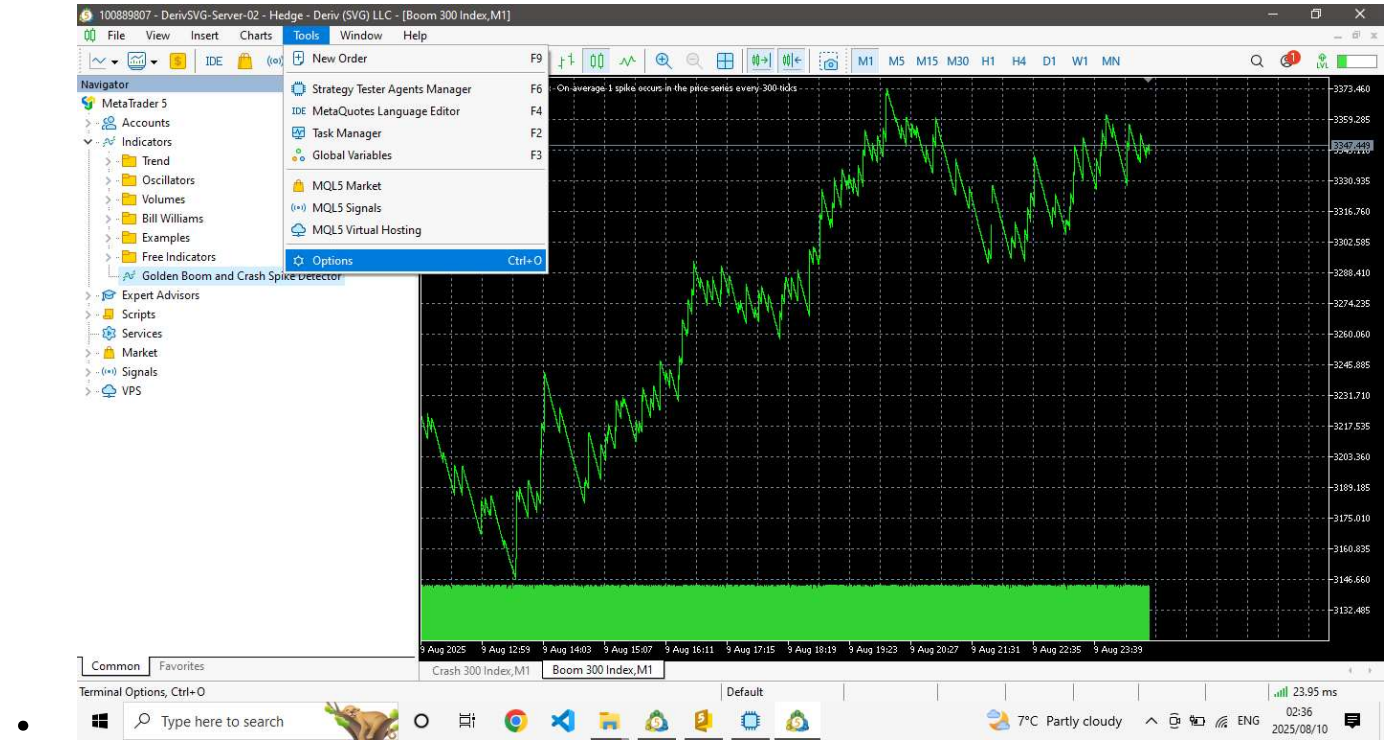 100889807 - DerivSVG-Server-02 - Hedge - Deriv (SVG) LLC - [Boom 300 Index,M1]
File View Insert Charts Tools Window Help
IDE M1 M5 M15 M30 H1 H4 D1 W1 MN 1 LVL
New Order F9
Strategy Tester Agents Manager F6
IDE MetaQuotes Language Editor F4
Task Manager F2
Global Variables F3
MQL5 Market
MQL5 Signals
MQL5 Virtual Hosting
Options Ctrl+O
Navigator
MetaTrader 5
Accounts
Indicators
Trend
Oscillators
Volumes
Bill Williams
Examples
Free Indicators
Golden Boom and Crash Spike Detector
Expert Advisors
Scripts
Services
Market
Signals
VPS
Common Favorites
: On average 1 spike occurs in the price series every 300 ticks
3373.460
3359.285
3347.449
3330.935
3316.760
3302.585
3288.410
3274.235
3260.060
3245.885
3231.710
3217.535
3203.360
3189.185
3175.010
3160.835
3146.660
3132.485
9 Aug 2025 9 Aug 12:59 9 Aug 14:03 9 Aug 15:07 9 Aug 16:11 9 Aug 17:15 9 Aug 18:19 9 Aug 19:23 9 Aug 20:27 9 Aug 21:31 9 Aug 22:35 9 Aug 23:39
Crash 300 Index,M1 Boom 300 Index,M1
Terminal Options, Ctrl+O Default 23.95 ms
Type here to search 7°C Partly cloudy ENG 02:36
2025/08/10